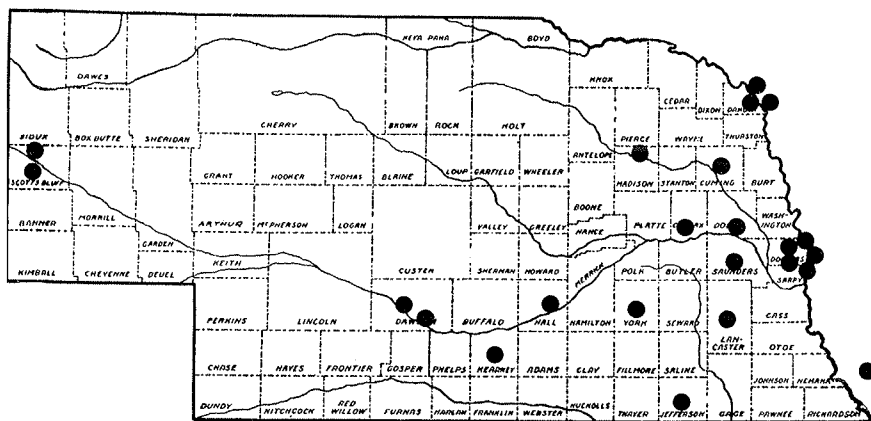 KEYA PAHA BOYD
DAWES KNOX
CEDAR DIXON DAKOTA
SIOUX BOX BUTTE SHERIDAN CHERRY BROWN ROCK HOLT PIERCE WAYNE THURSTON
ANTELOPE
SCOTTS BLUFF GRANT HOOKER THOMAS BLAINE LOUP GARFIELD WHEELER MADISON STANTON CUMING BURT
BOONE
BANNER MORRILL ARTHUR McPHERSON LOGAN VALLEY GREELEY NANCE PLATTE WASH-
INGTON
GARDEN
KIMBALL CHEYENNE DEUEL KEITH CUSTER SHERMAN HOWARD MERRICK POLK BUTLER SAUNDERS SARPY
PERKINS LINCOLN DAWSON BUFFALO HALL HAMILTON YORK SEWARD CASS
LAN-
CASTER OTOE
CHASE HAYES FRONTIER GOSPER PHELPS KEARNEY ADAMS CLAY FILLMORE SALINE
JOHNSON NEMAHA
DUNDY HITCHCOCK RED
WILLOW FURNAS HARLAN FRANKLIN WEBSTER NUCKOLLS THAYER JEFFERSON GAGE PAWNEE RICHARDSON